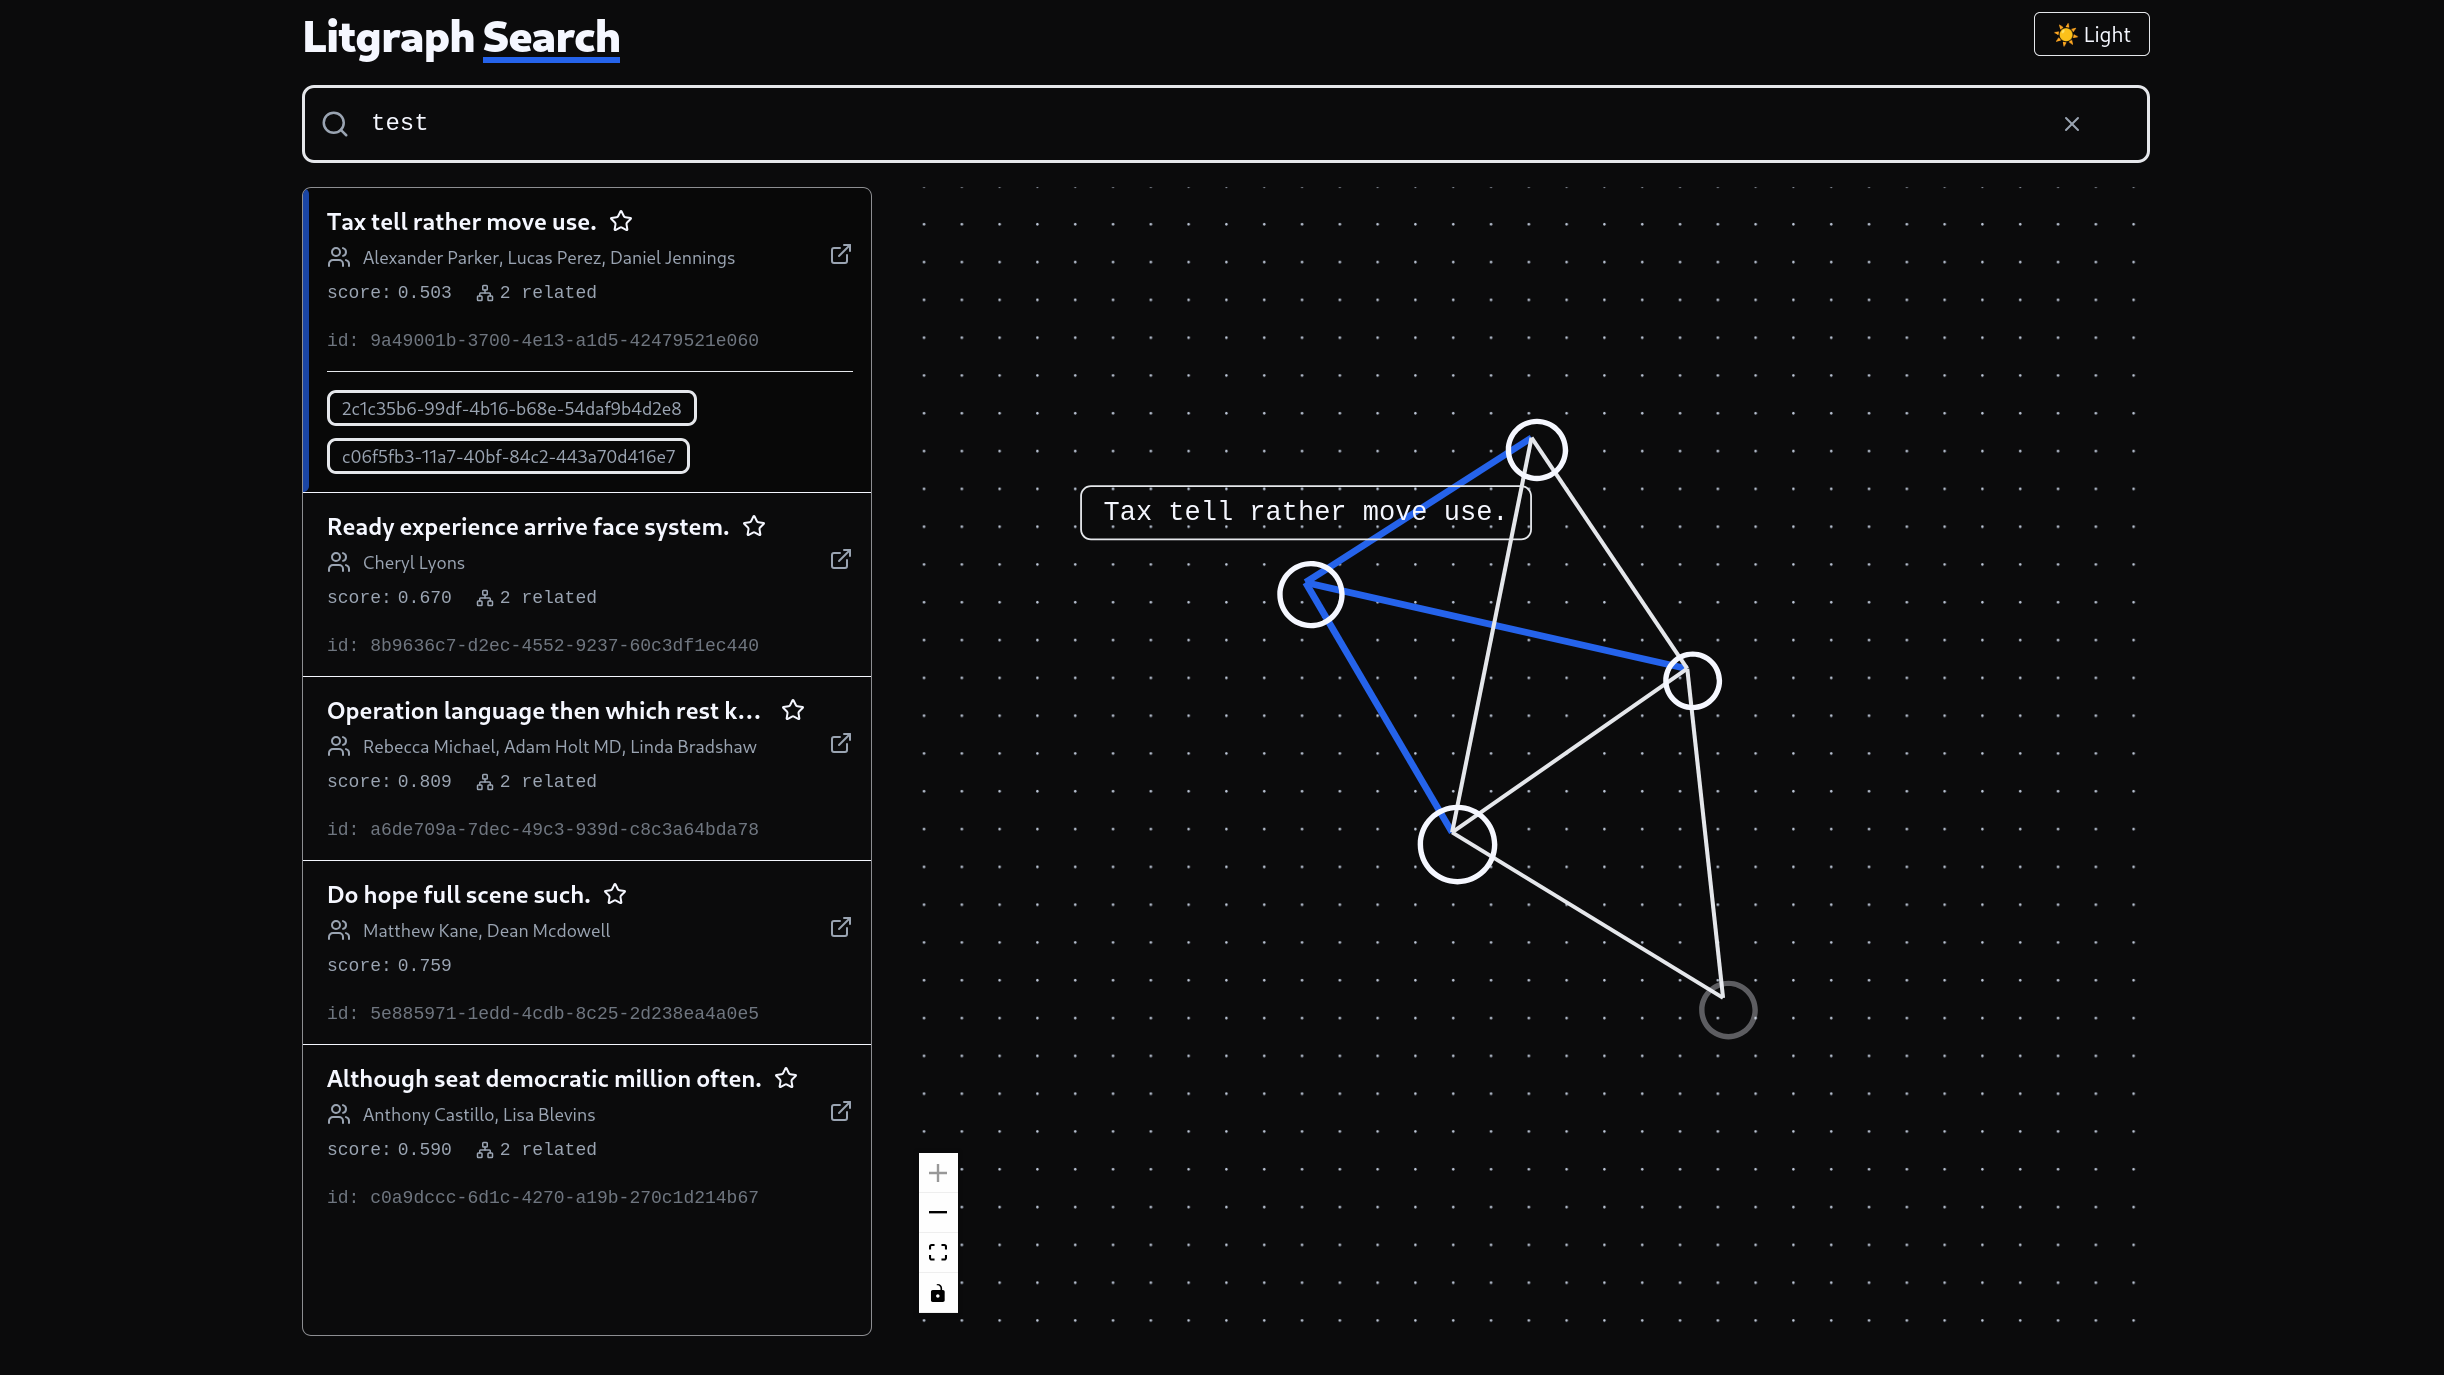 Litgraph Search
☀️ Light
test
Tax tell rather move use.
Alexander Parker, Lucas Perez, Daniel Jennings
score: 0.503 2 related
id: 9a49001b-3700-4e13-a1d5-42479521e060
2c1c35b6-99df-4b16-b68e-54daf9b4d2e8
c06f5fb3-11a7-40bf-84c2-443a70d416e7
Ready experience arrive face system.
Cheryl Lyons
score: 0.670 2 related
id: 8b9636c7-d2ec-4552-9237-60c3df1ec440
Operation language then which rest k...
Rebecca Michael, Adam Holt MD, Linda Bradshaw
score: 0.809 2 related
id: a6de709a-7dec-49c3-939d-c8c3a64bda78
Do hope full scene such.
Matthew Kane, Dean Mcdowell
score: 0.759
id: 5e885971-1edd-4cdb-8c25-2d238ea4a0e5
Although seat democratic million often.
Anthony Castillo, Lisa Blevins
score: 0.590 2 related
id: c0a9dccc-6d1c-4270-a19b-270c1d214b67
Tax tell rather move use.